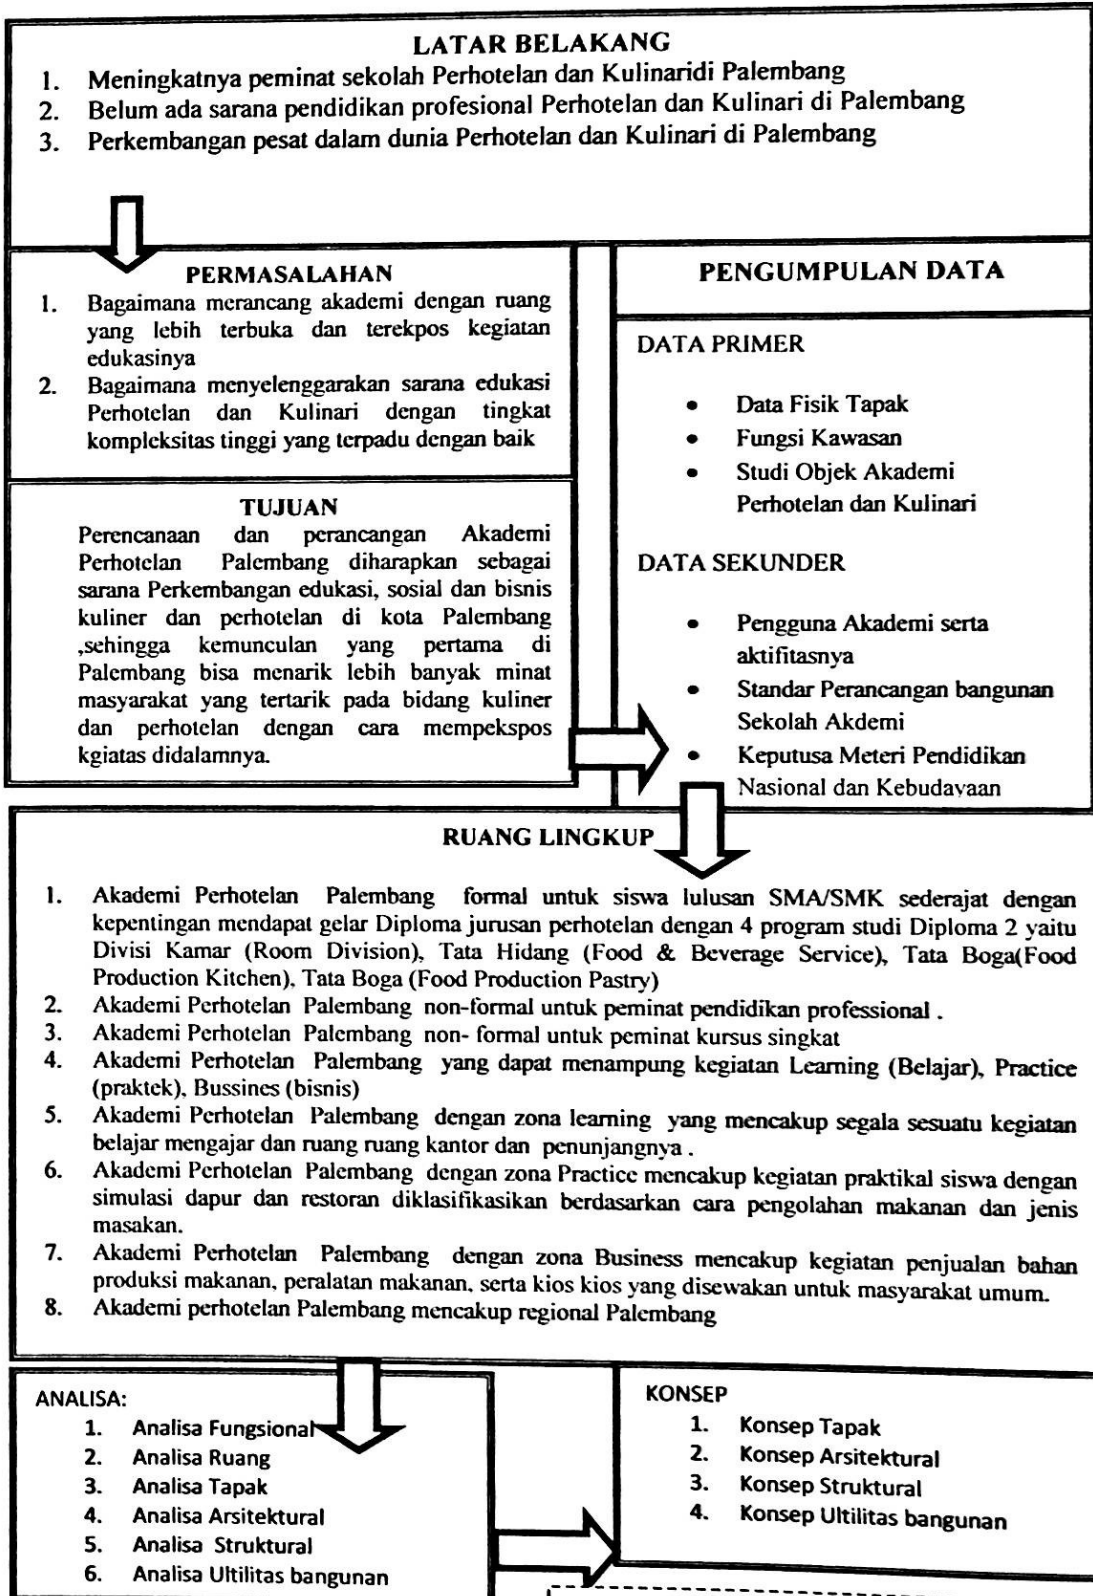 LATAR BELAKANG
1. Meningkatnya peminat sekolah Perhotelan dan Kulinaridi Palembang
2. Belum ada sarana pendidikan profesional Perhotelan dan Kulinari di Palembang
3. Perkembangan pesat dalam dunia Perhotelan dan Kulinari di Palembang
PERMASALAHAN
1. Bagaimana merancang akademi dengan ruang
yang lebih terbuka dan terekpos kegiatan
edukasinya
2. Bagaimana menyelenggarakan sarana edukasi
Perhotelan dan Kulinari dengan tingkat
kompleksitas tinggi yang terpadu dengan baik
TUJUAN
Perencanaan dan perancangan Akademi
Perhotelan Palembang diharapkan sebagai
sarana Perkembangan edukasi, sosial dan bisnis
kuliner dan perhotelan di kota Palembang
,sehingga kemunculan yang pertama di
Palembang bisa menarik lebih banyak minat
masyarakat yang tertarik pada bidang kuliner
dan perhotelan dengan cara mempekspos
kgiatas didalamnya.
PENGUMPULAN DATA
DATA PRIMER
• Data Fisik Tapak
• Fungsi Kawasan
• Studi Objek Akademi
Perhotelan dan Kulinari
DATA SEKUNDER
• Pengguna Akademi serta
aktifitasnya
• Standar Perancangan bangunan
Sekolah Akdemi
• Keputusa Meteri Pendidikan
Nasional dan Kebudayaan
RUANG LINGKUP
1. Akademi Perhotelan Palembang formal untuk siswa lulusan SMA/SMK sederajat dengan
kepentingan mendapat gelar Diploma jurusan perhotelan dengan 4 program studi Diploma 2 yaitu
Divisi Kamar (Room Division), Tata Hidang (Food & Beverage Service), Tata Boga(Food
Production Kitchen), Tata Boga (Food Production Pastry)
2. Akademi Perhotelan Palembang non-formal untuk peminat pendidikan professional .
3. Akademi Perhotelan Palembang non- formal untuk peminat kursus singkat
4. Akademi Perhotelan Palembang yang dapat menampung kegiatan Learning (Belajar), Practice
(praktek), Bussines (bisnis)
5. Akademi Perhotelan Palembang dengan zona learning yang mencakup segala sesuatu kegiatan
belajar mengajar dan ruang ruang kantor dan penunjangnya .
6. Akademi Perhotelan Palembang dengan zona Practice mencakup kegiatan praktikal siswa dengan
simulasi dapur dan restoran diklasifikasikan berdasarkan cara pengolahan makanan dan jenis
masakan.
7. Akademi Perhotelan Palembang dengan zona Business mencakup kegiatan penjualan bahan
produksi makanan, peralatan makanan, serta kios kios yang disewakan untuk masyarakat umum.
8. Akademi perhotelan Palembang mencakup regional Palembang
ANALISA:
1. Analisa Fungsional
2. Analisa Ruang
3. Analisa Tapak
4. Analisa Arsitektural
5. Analisa Struktural
6. Analisa Ultilitas bangunan
KONSEP
1. Konsep Tapak
2. Konsep Arsitektural
3. Konsep Struktural
4. Konsep Ultilitas bangunan